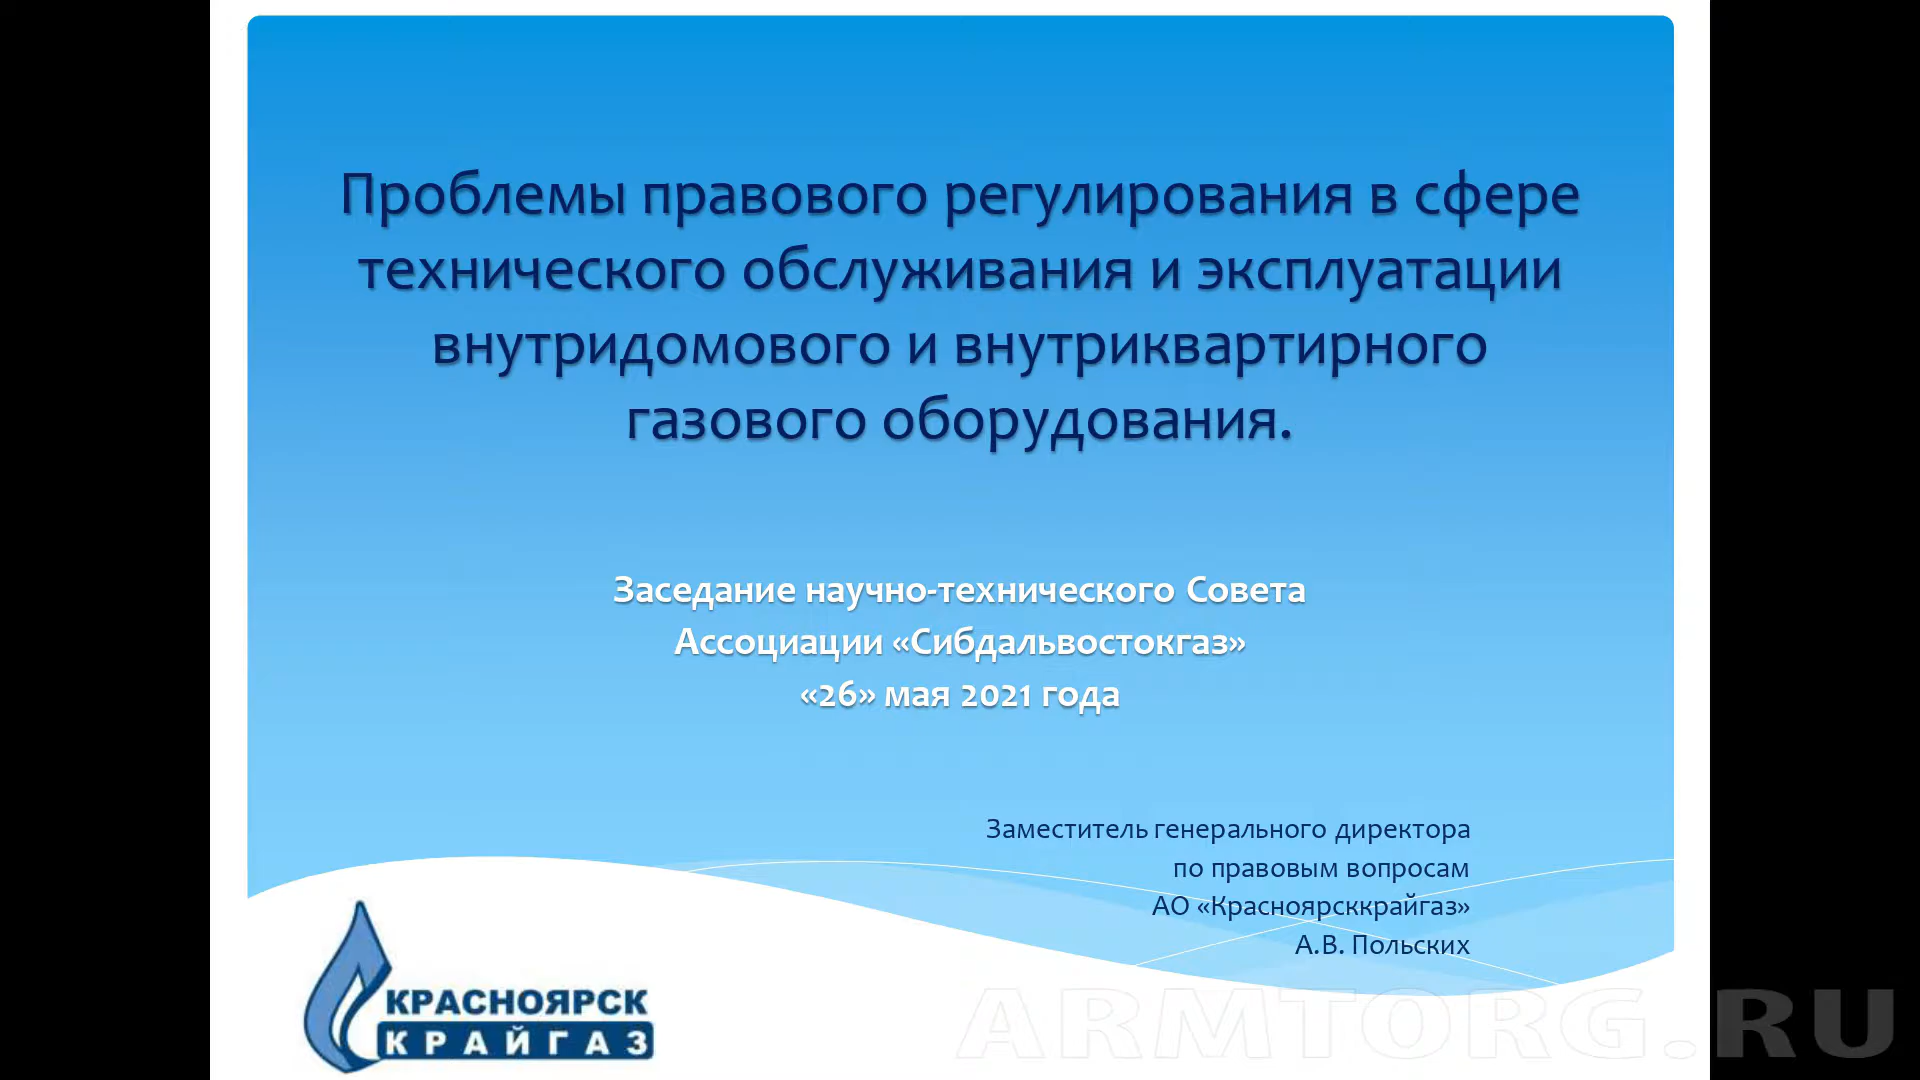 Проблемы правового регулирования в сфере
технического обслуживания и эксплуатации
внутридомового и внутриквартирного
газового оборудования.
Заседание научно-технического Совета
Ассоциации «Сибдальвостокгаз»
«26» мая 2021 года
Заместитель генерального директора
по правовым вопросам
АО «Красноярсккрайгаз»
А.В. Польских
КРАСНОЯРСК
КРАЙГАЗ
ARMTORG.RU